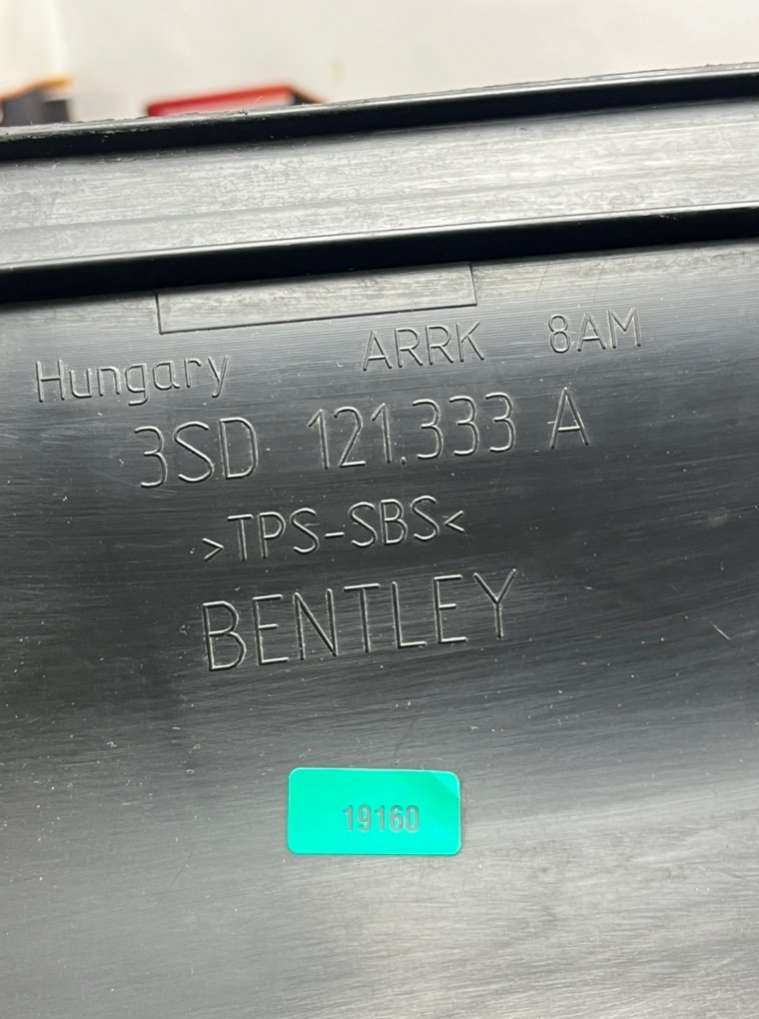 Hungary ARRK 8AM
3SD 121.333 A
>TPS-SBS<
BENTLEY
19160